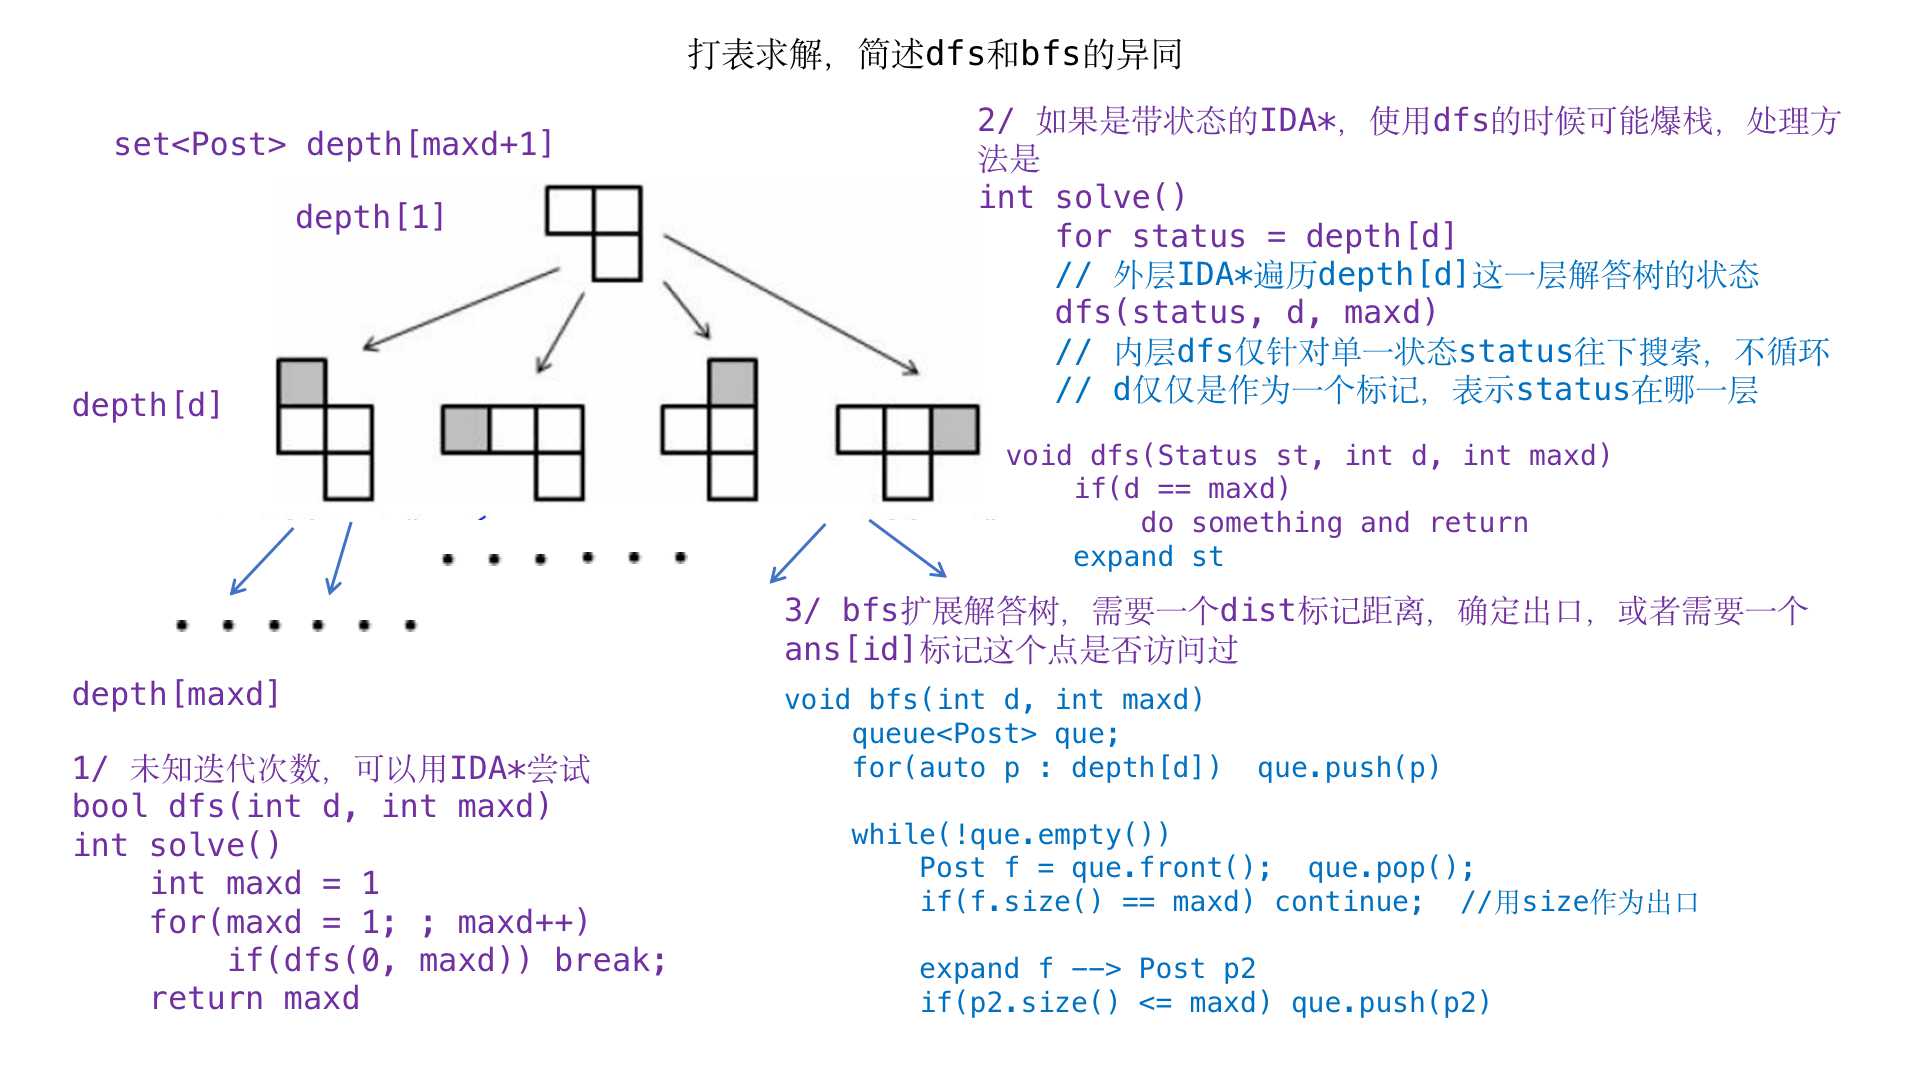 打表求解，简述dfs和bfs的异同
set<Post> depth[maxd+1]
depth[1]
depth[d]
depth[maxd]
1/ 未知迭代次数，可以用IDA*尝试
bool dfs(int d, int maxd)
int solve()
    int maxd = 1
    for(maxd = 1; ; maxd++)
        if(dfs(0, maxd)) break;
    return maxd
2/ 如果是带状态的IDA*，使用dfs的时候可能爆栈，处理方
法是
int solve()
    for status = depth[d]
    // 外层IDA*遍历depth[d]这一层解答树的状态
    dfs(status, d, maxd)
    // 内层dfs仅针对单一状态status往下搜索，不循环
    // d仅仅是作为一个标记，表示status在哪一层
void dfs(Status st, int d, int maxd)
    if(d == maxd)
        do something and return
    expand st
3/ bfs扩展解答树，需要一个dist标记距离，确定出口，或者需要一个
ans[id]标记这个点是否访问过
void bfs(int d, int maxd)
    queue<Post> que;
    for(auto p : depth[d])  que.push(p)
    while(!que.empty())
        Post f = que.front();  que.pop();
        if(f.size() == maxd) continue;  //用size作为出口
        expand f --> Post p2
        if(p2.size() <= maxd) que.push(p2)